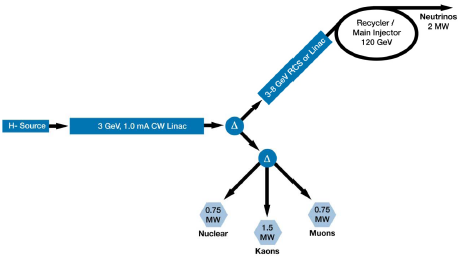 Recycler /
Main Injector
120 GeV
Neutrinos
2 MW
3-8 GeV RCS or Linac
H- Source
3 GeV, 1.0 mA CW Linac
Δ
Δ
0.75
MW
Nuclear
1.5
MW
Kaons
0.75
MW
Muons